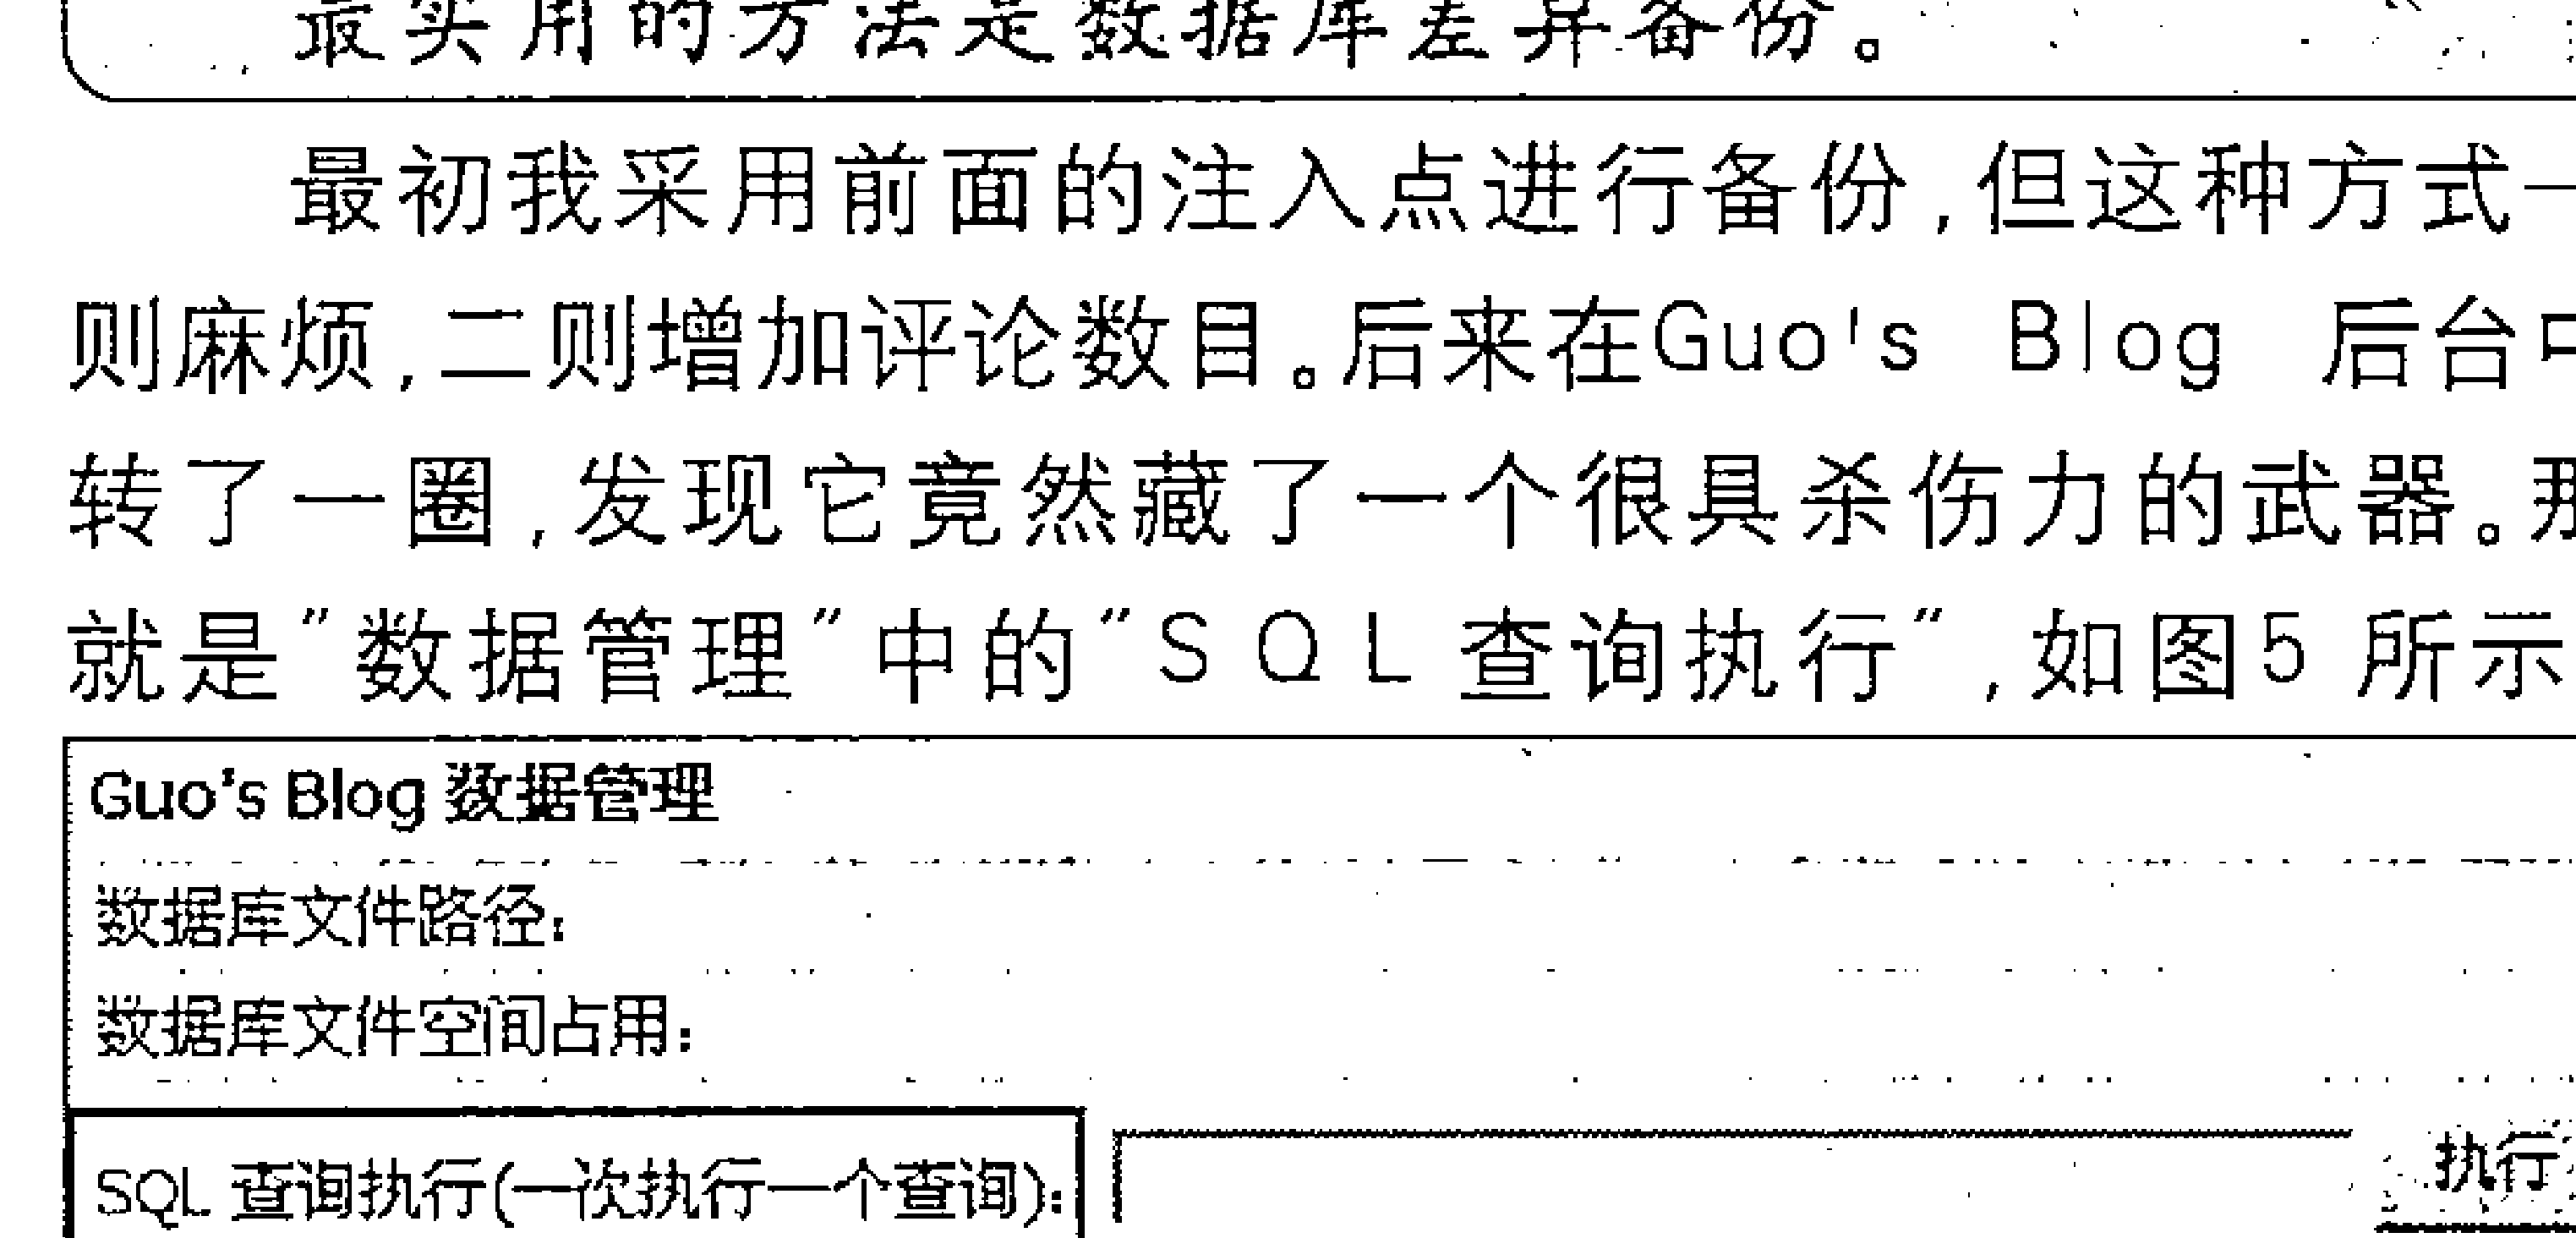 最实用的方法是数据库差异备份。
最初我采用前面的注入点进行备份,但这种方式一
则麻烦,二则增加评论数目。后来在Guo's Blog 后台中
转了一圈,发现它竟然藏了一个很具杀伤力的武器。那
就是"数据管理"中的"SQL查询执行",如图5 所示
Guo's Blog 数据管理
数据库文件路径:
数据库文件空间占用:
SQL 查询执行(一次执行一个查询): 执行